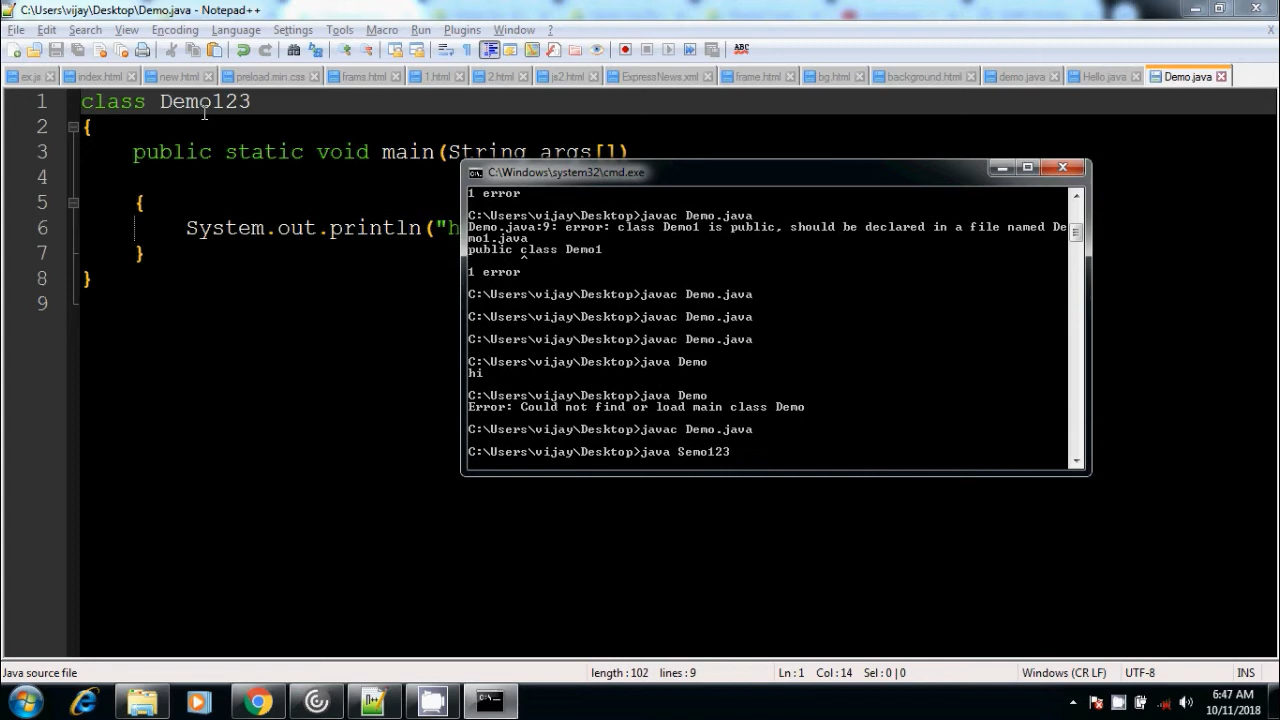 C:\Users\vijay\Desktop\Demo.java - Notepad++
File Edit Search View Encoding Language Settings Tools Macro Run Plugins Window ?
ex.js index.html new.html preload.min.css frams.html 1.html 2.html js2.html ExpressNews.xml frame.html bg.html background.html demo.java Hello.java Demo.java
1 class Demo123
2 {
3 public static void main(String args[])
4
5 {
6 System.out.println("h
7 }
8 }
9
C:\Windows\system32\cmd.exe
1 error
C:\Users\vijay\Desktop>javac Demo.java
Demo.java:9: error: class Demo1 is public, should be declared in a file named De
mo1.java
public class Demo1
^
1 error
C:\Users\vijay\Desktop>javac Demo.java
C:\Users\vijay\Desktop>javac Demo.java
C:\Users\vijay\Desktop>javac Demo.java
C:\Users\vijay\Desktop>java Demo
hi
C:\Users\vijay\Desktop>java Demo
Error: Could not find or load main class Demo
C:\Users\vijay\Desktop>javac Demo.java
C:\Users\vijay\Desktop>java Semo123
Java source file length : 102 lines : 9 Ln : 1 Col : 14 Sel : 0 | 0 Windows (CR LF) UTF-8 INS
6:47 AM
10/11/2018